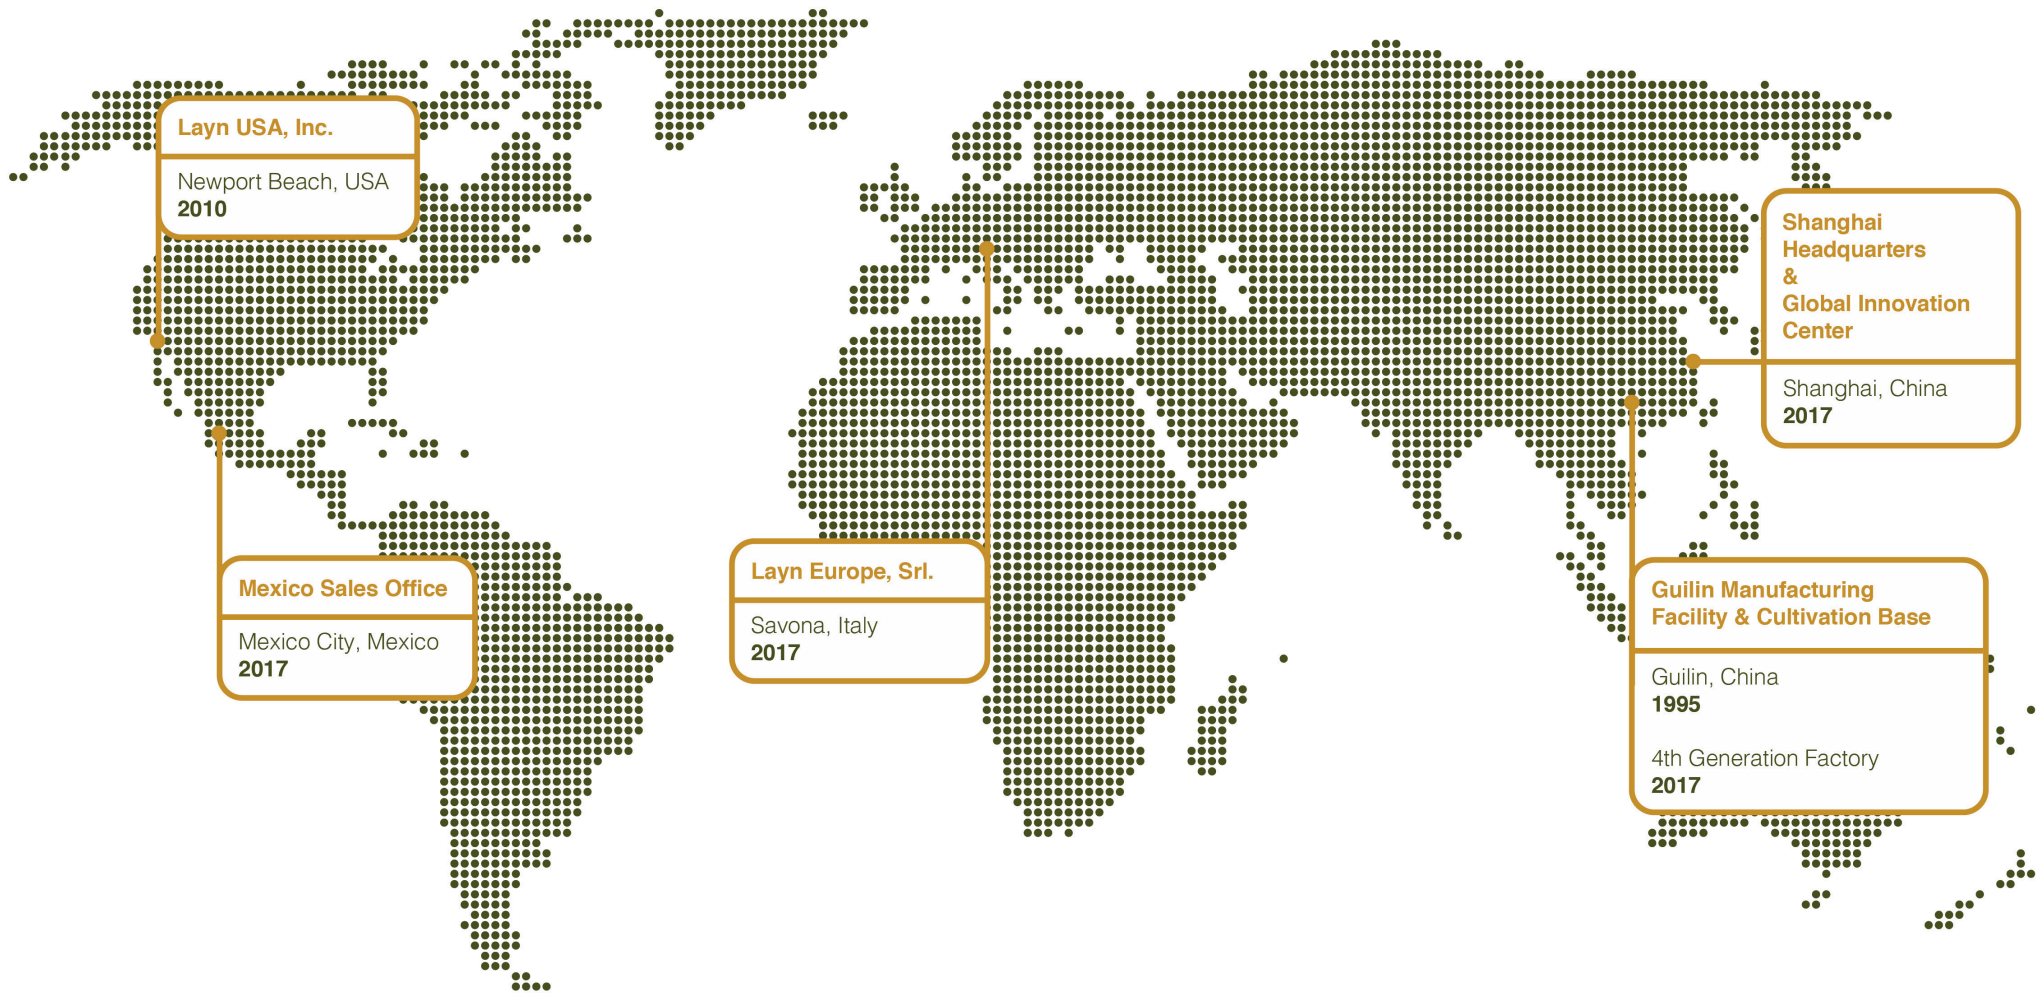 Layn USA, Inc.
Newport Beach, USA
2010
Mexico Sales Office
Mexico City, Mexico
2017
Layn Europe, Srl.
Savona, Italy
2017
Shanghai
Headquarters
&
Global Innovation
Center
Shanghai, China
2017
Guilin Manufacturing
Facility & Cultivation Base
Guilin, China
1995
4th Generation Factory
2017